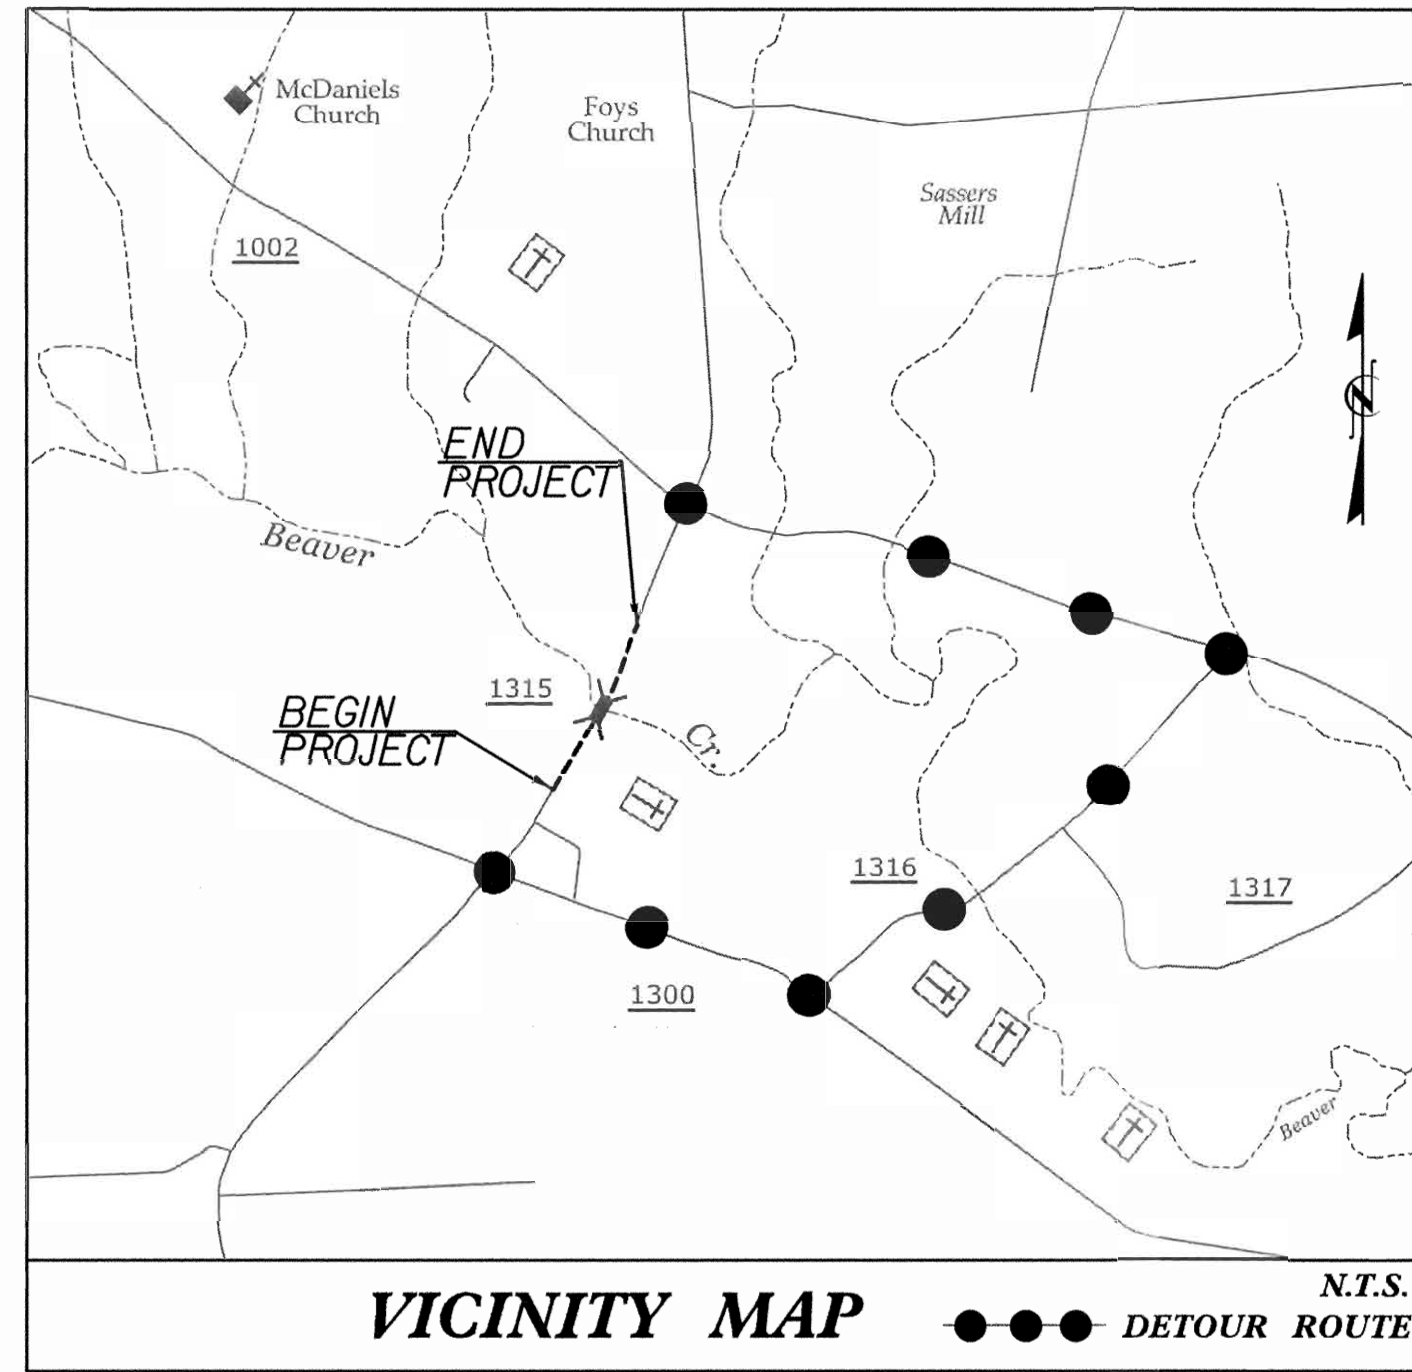 McDaniels
Church
Foys
Church
Sassers
Mill
1002
N
END
PROJECT
Beaver
1315
BEGIN
PROJECT
Cr.
1316
1317
1300
Beaver
N.T.S.
VICINITY MAP
DETOUR ROUTE